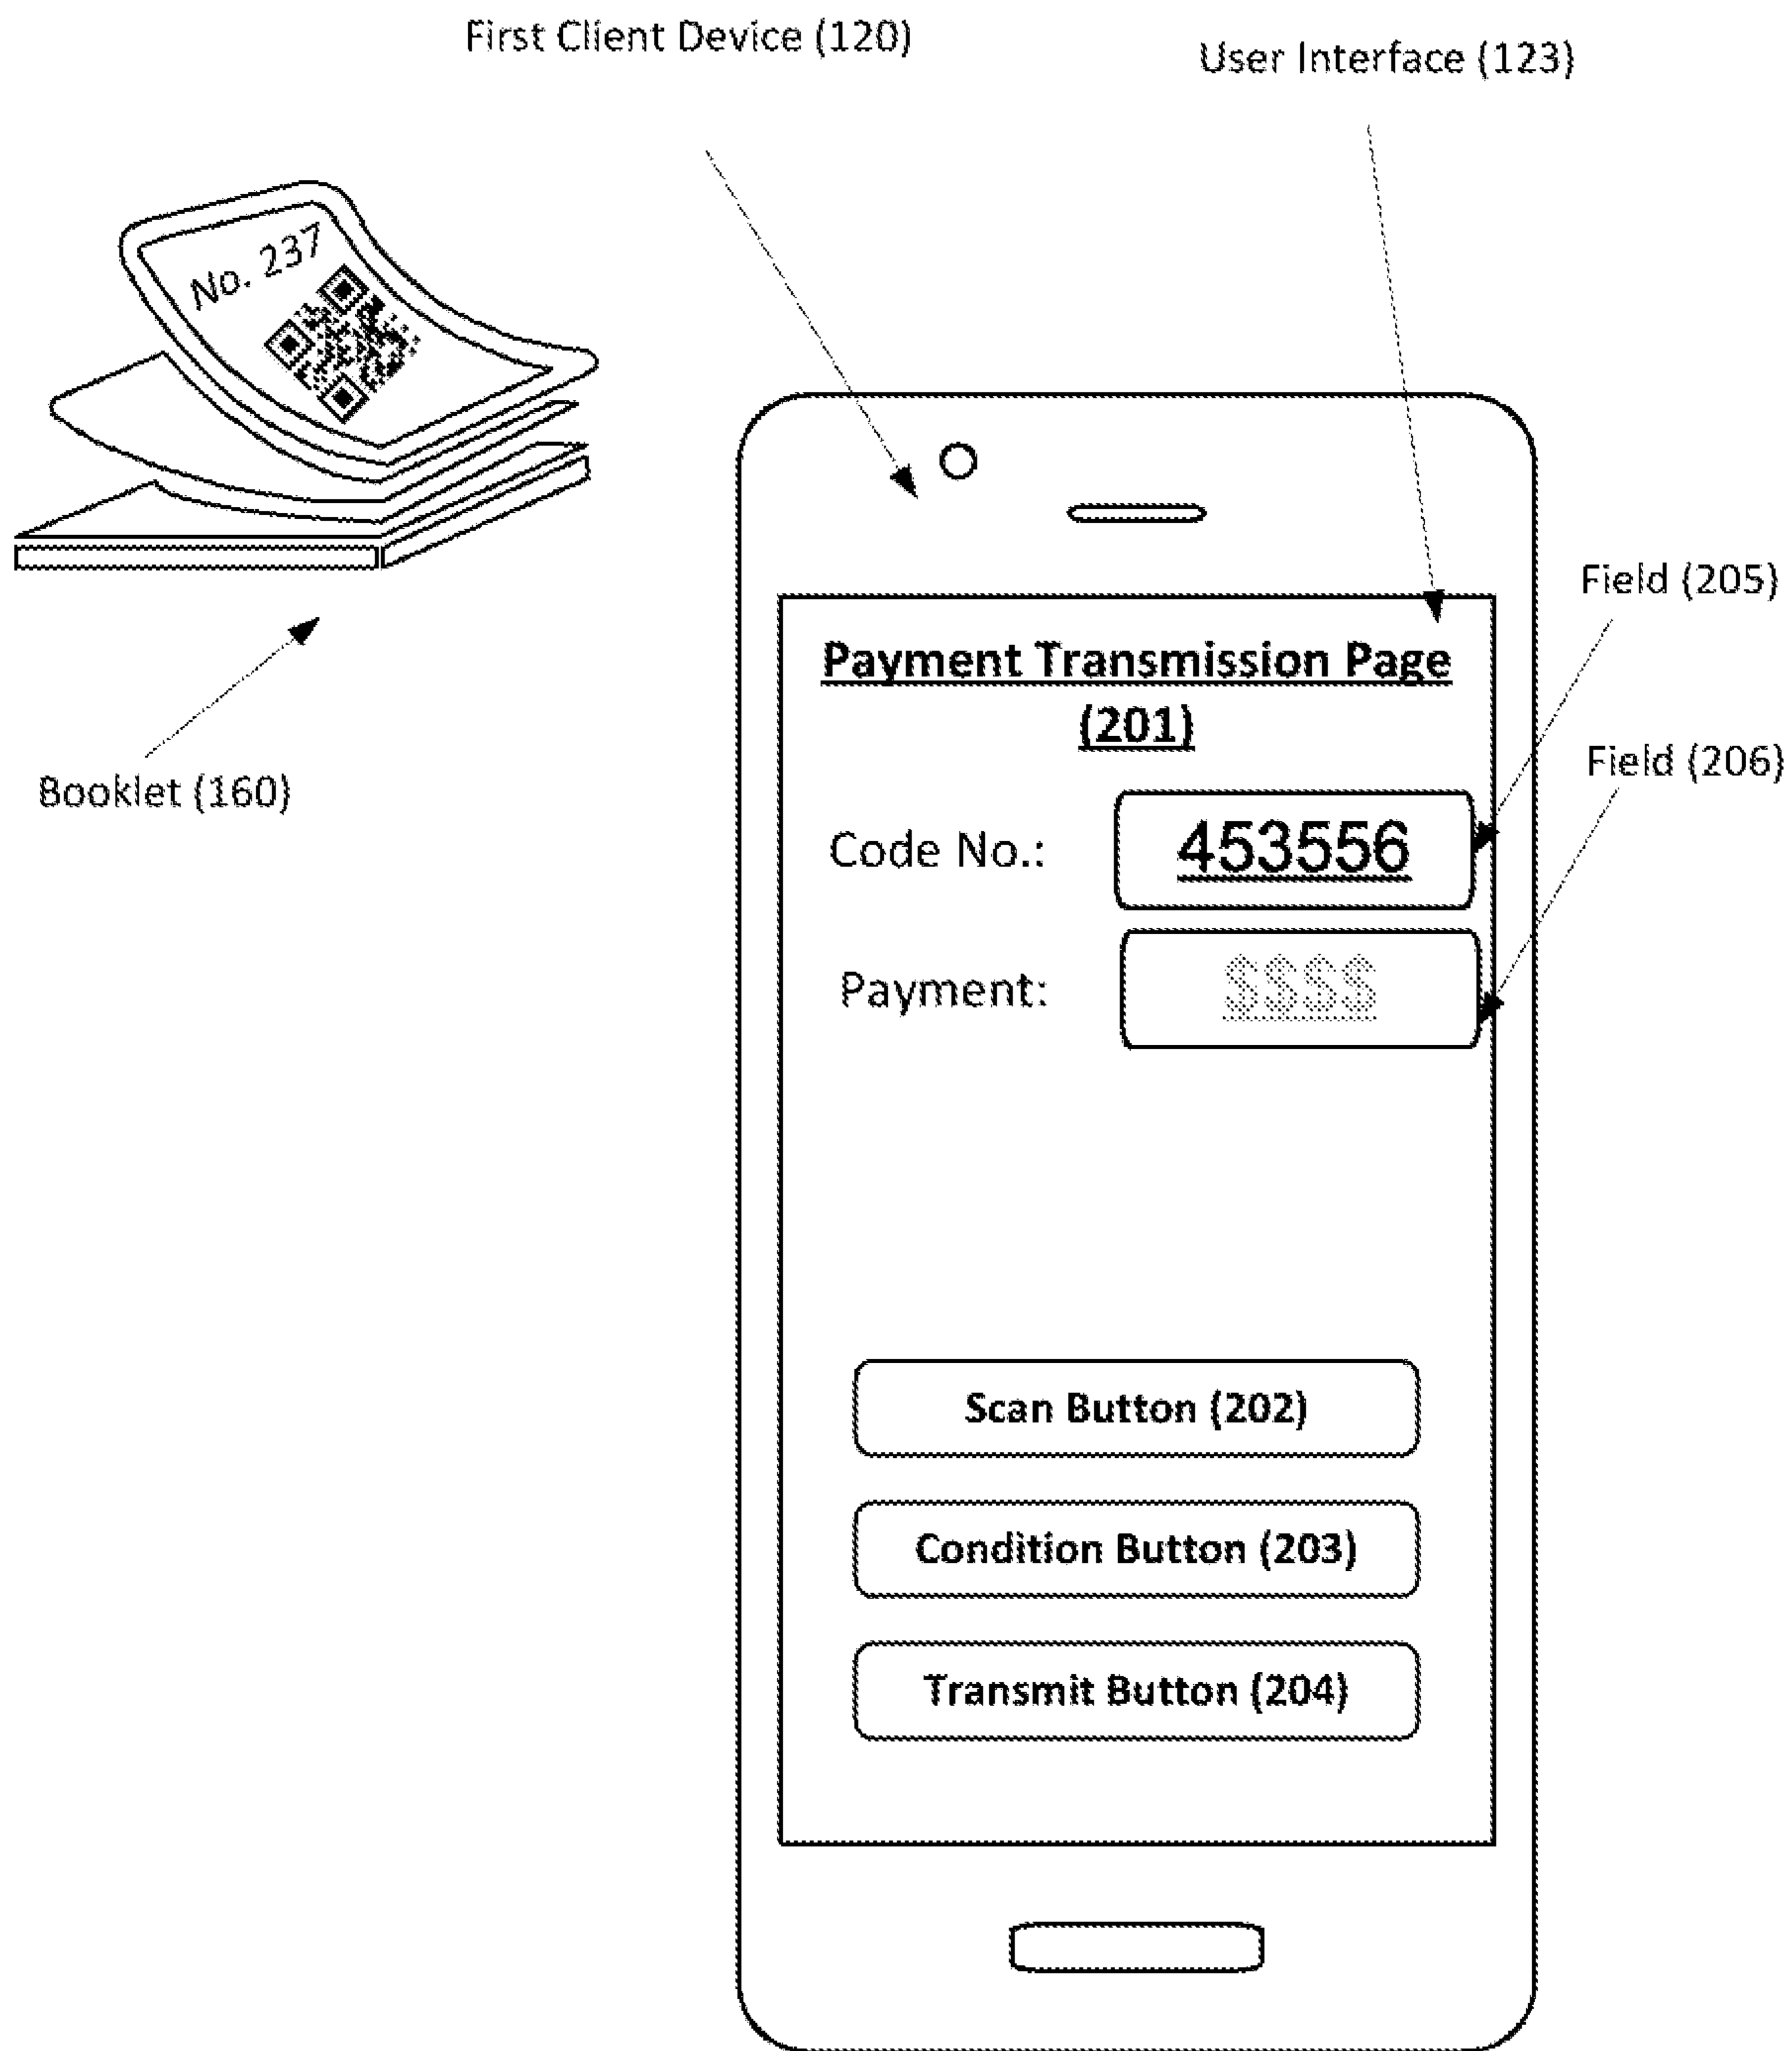 First Client Device (120)
User Interface (123)
No. 237
Booklet (160)
Field (205)
Field (206)
Payment Transmission Page
(201)
Code No.: 453556
Payment: $$$$
Scan Button (202)
Condition Button (203)
Transmit Button (204)